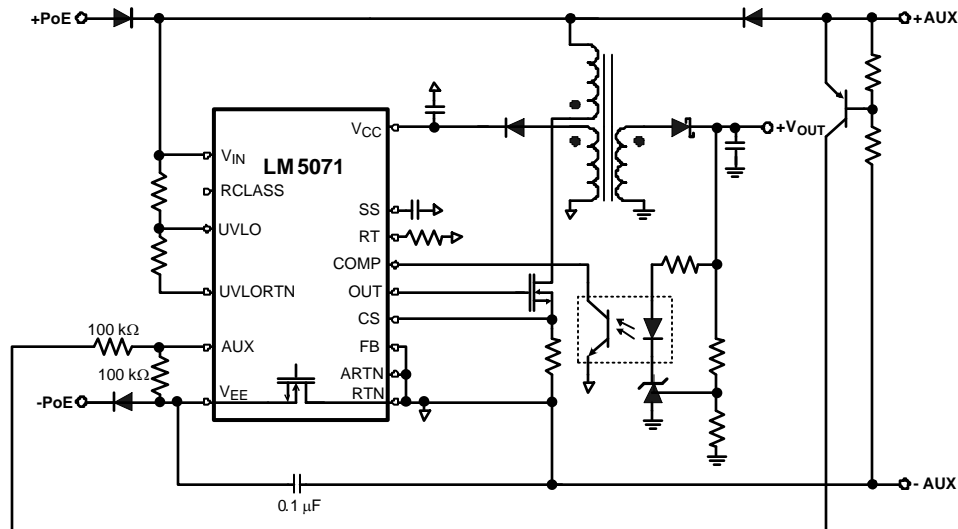 +PoE
+AUX
VCC
+VOUT
LM5071
VIN
RCLASS
SS
UVLO
RT
COMP
OUT
UVLORTN
CS
100 kΩ
AUX
FB
100 kΩ
ARTN
VEE
RTN
-PoE
0.1 μF
- AUX